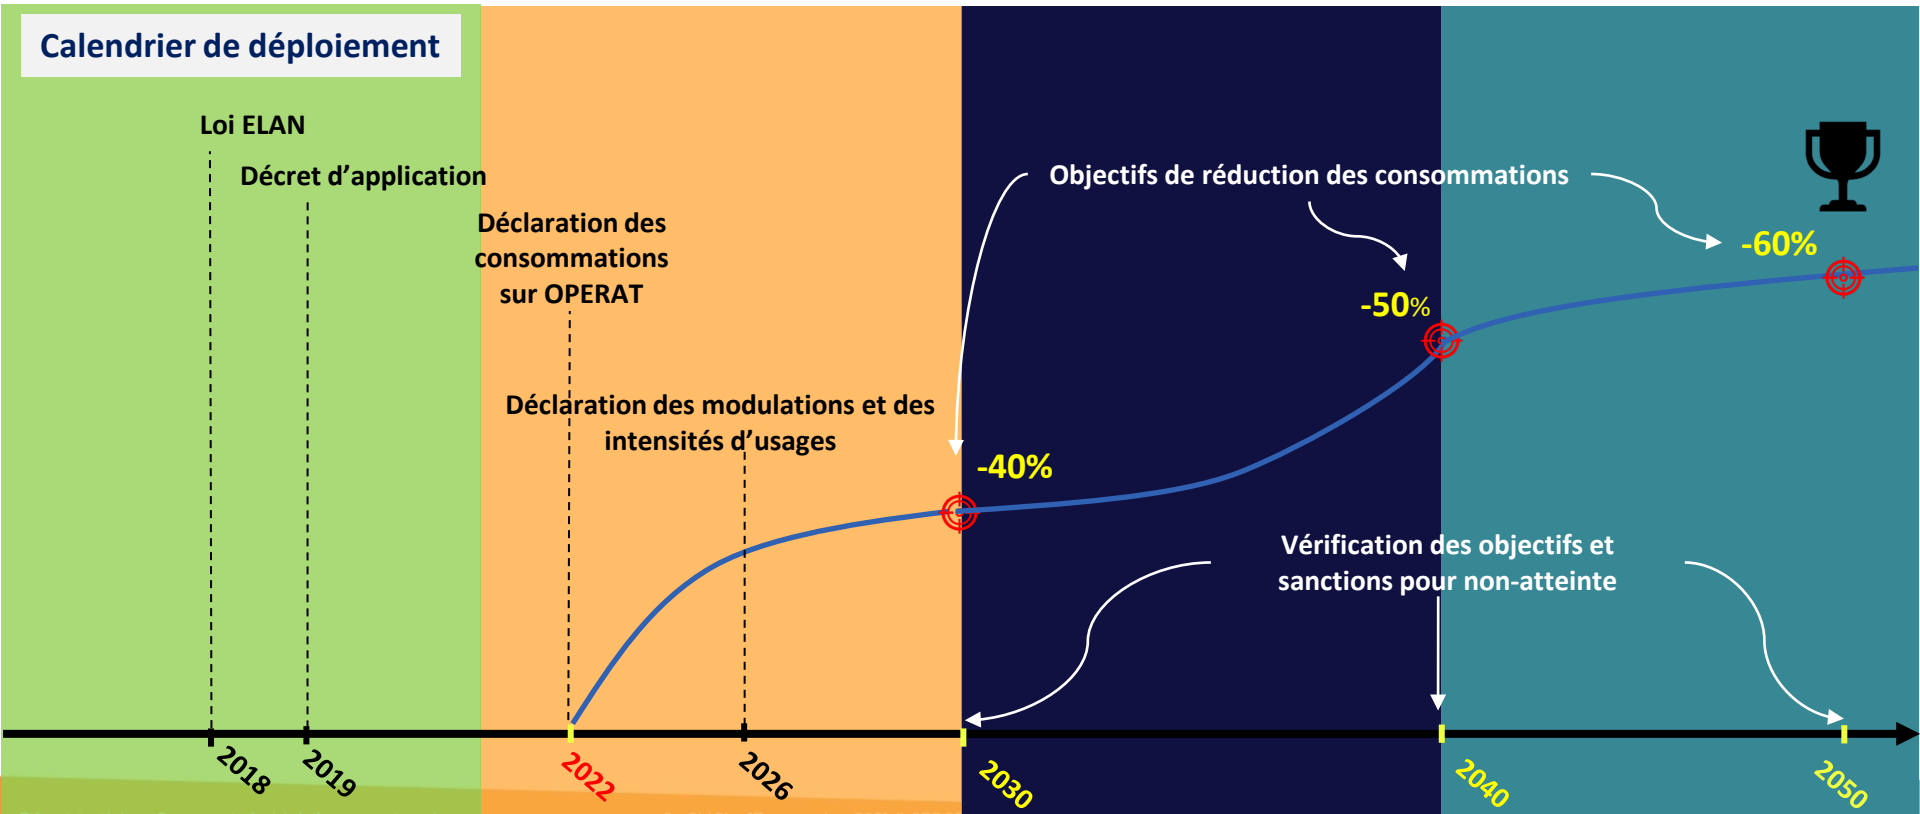 Calendrier de déploiement
Loi ELAN
Décret d’application
Déclaration des
consommations
sur OPERAT
Déclaration des modulations et des
intensités d’usages
Objectifs de réduction des consommations
-40%
-50%
-60%
Vérification des objectifs et
sanctions pour non-atteinte
2018
2019
2022
2026
2030
2040
2050